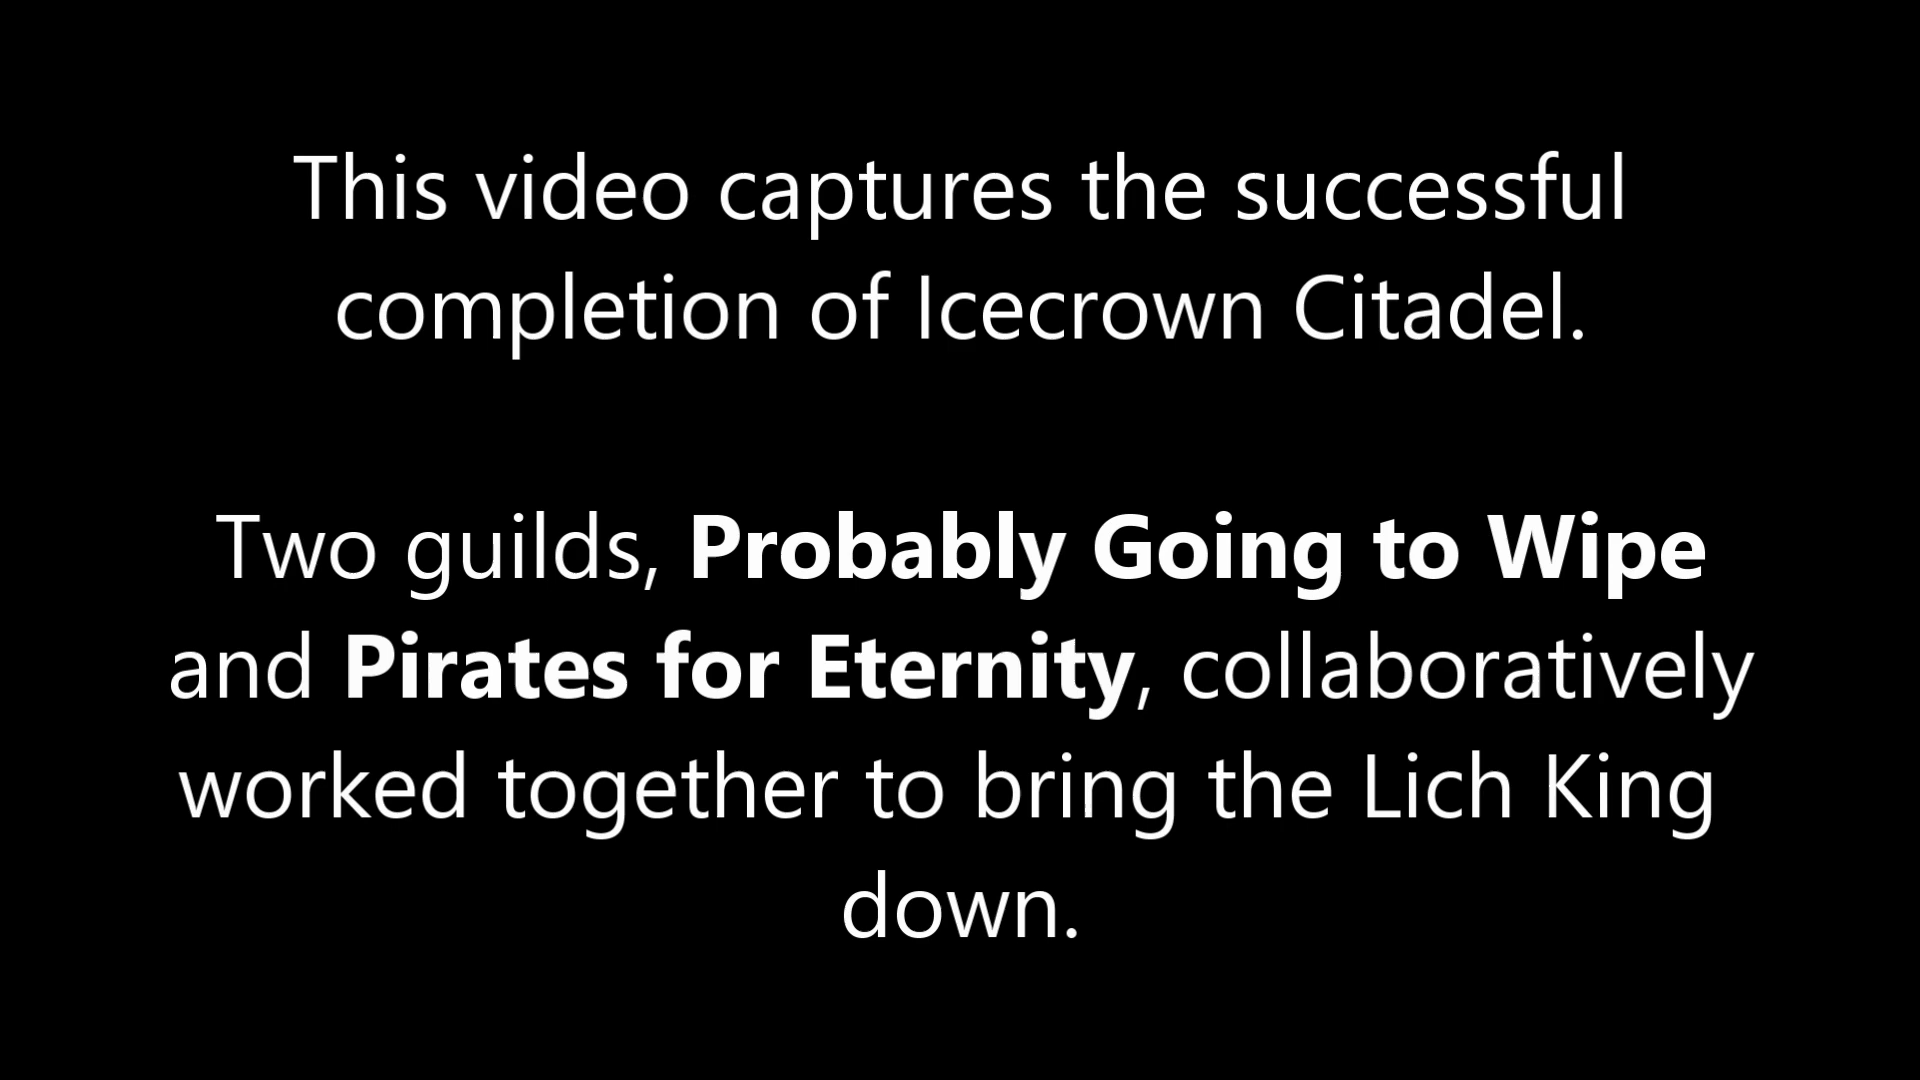 This video captures the successful
completion of Icecrown Citadel.
Two guilds, Probably Going to Wipe
and Pirates for Eternity, collaboratively
worked together to bring the Lich King
down.